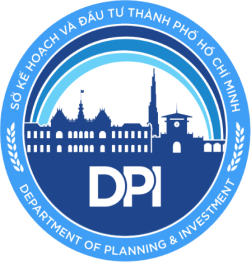 SỞ KẾ HOẠCH VÀ ĐẦU TƯ THÀNH PHỐ HỒ CHÍ MINH
DPI
DEPARTMENT OF PLANNING & INVESTMENT